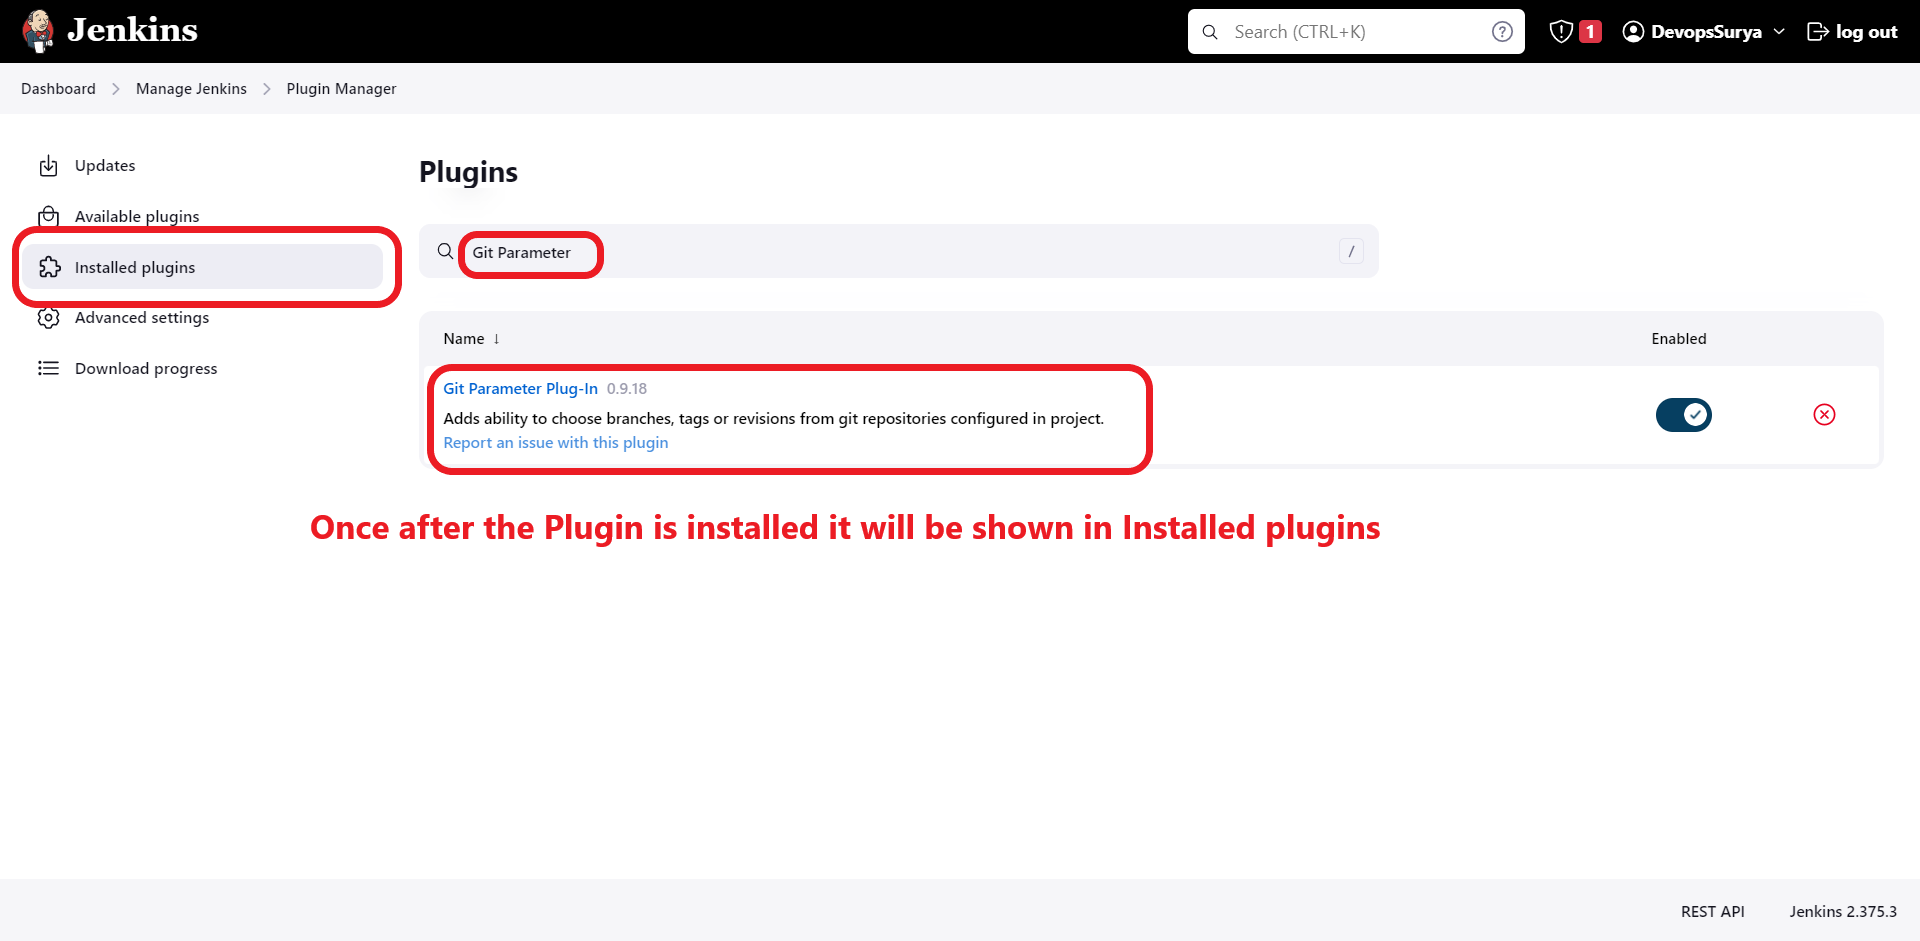 Jenkins
Search (CTRL+K)
1
DevopsSurya
log out
Dashboard
Manage Jenkins
Plugin Manager
Updates
Available plugins
Installed plugins
Advanced settings
Download progress
Plugins
Git Parameter
/
Name ↓
Enabled
Git Parameter Plug-In 0.9.18
Adds ability to choose branches, tags or revisions from git repositories configured in project.
Report an issue with this plugin
Once after the Plugin is installed it will be shown in Installed plugins
REST API
Jenkins 2.375.3